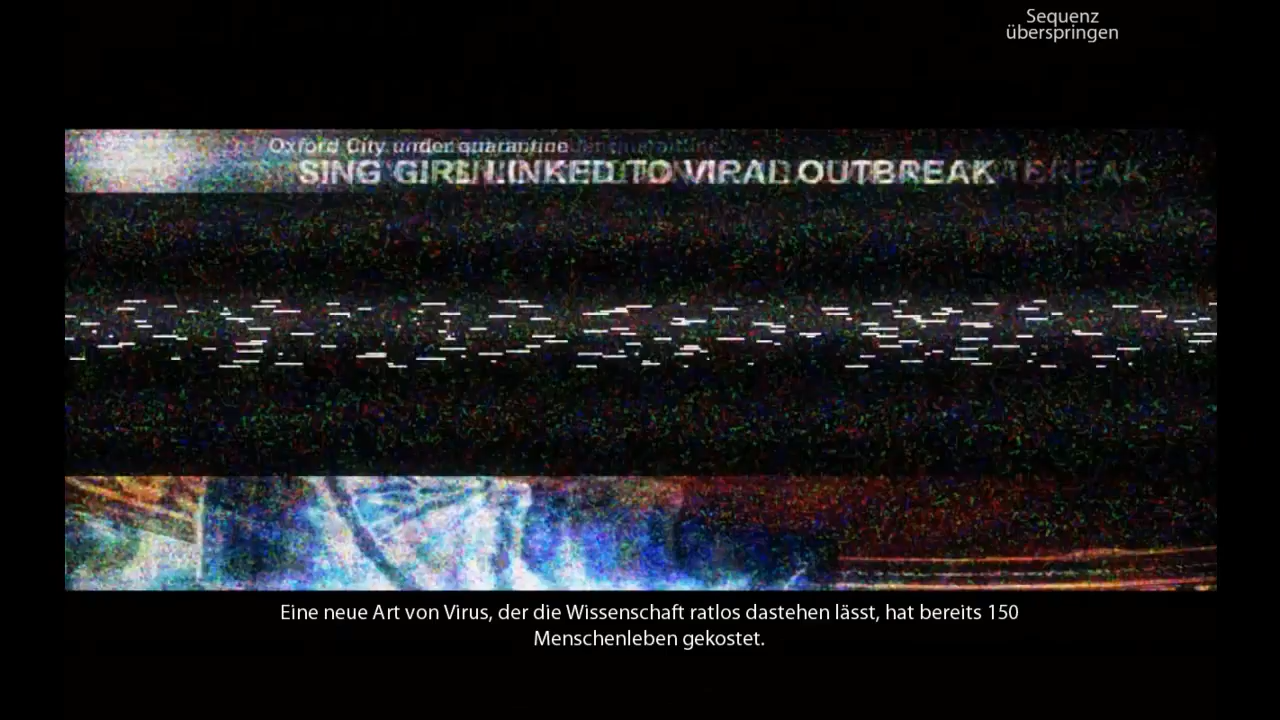 Sequenz
überspringen
Oxford City under quarantine
SING GIRL LINKED TO VIRAL OUTBREAK
Eine neue Art von Virus, der die Wissenschaft ratlos dastehen lässt, hat bereits 150
Menschenleben gekostet.